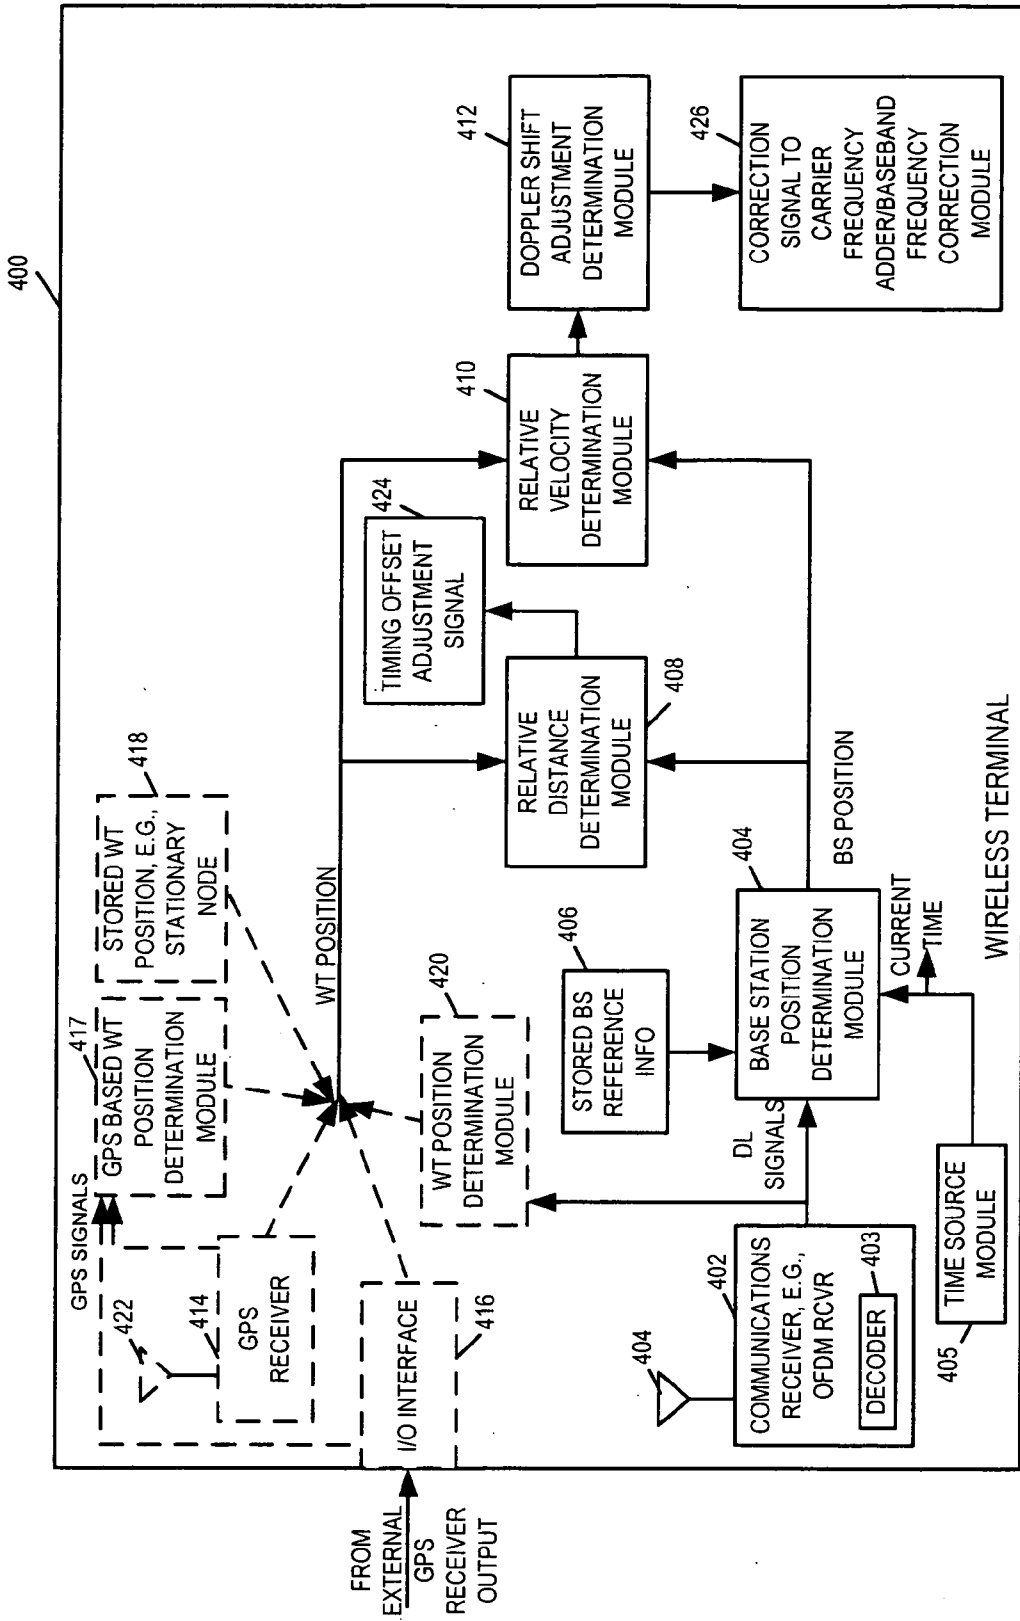 400
GPS SIGNALS
422
414
GPS
RECEIVER
417
GPS BASED WT
POSITION
DETERMINATION
MODULE
418
STORED WT
POSITION, E.G.,
STATIONARY
NODE
FROM
EXTERNAL
GPS
RECEIVER
OUTPUT
I/O INTERFACE
416
WT POSITION
420
WT POSITION
DETERMINATION
MODULE
424
TIMING OFFSET
ADJUSTMENT
SIGNAL
RELATIVE
DISTANCE
DETERMINATION
MODULE
408
410
RELATIVE
VELOCITY
DETERMINATION
MODULE
412
DOPPLER SHIFT
ADJUSTMENT
DETERMINATION
MODULE
426
CORRECTION
SIGNAL TO
CARRIER
FREQUENCY
ADDER/BASEBAND
FREQUENCY
CORRECTION
MODULE
406
STORED BS
REFERENCE
INFO
404
402
COMMUNICATIONS
RECEIVER, E.G.,
OFDM RCVR
403
DECODER
DL
SIGNALS
404
BASE STATION
POSITION
DETERMINATION
MODULE
BS POSITION
405
TIME SOURCE
MODULE
CURRENT
TIME
WIRELESS TERMINAL